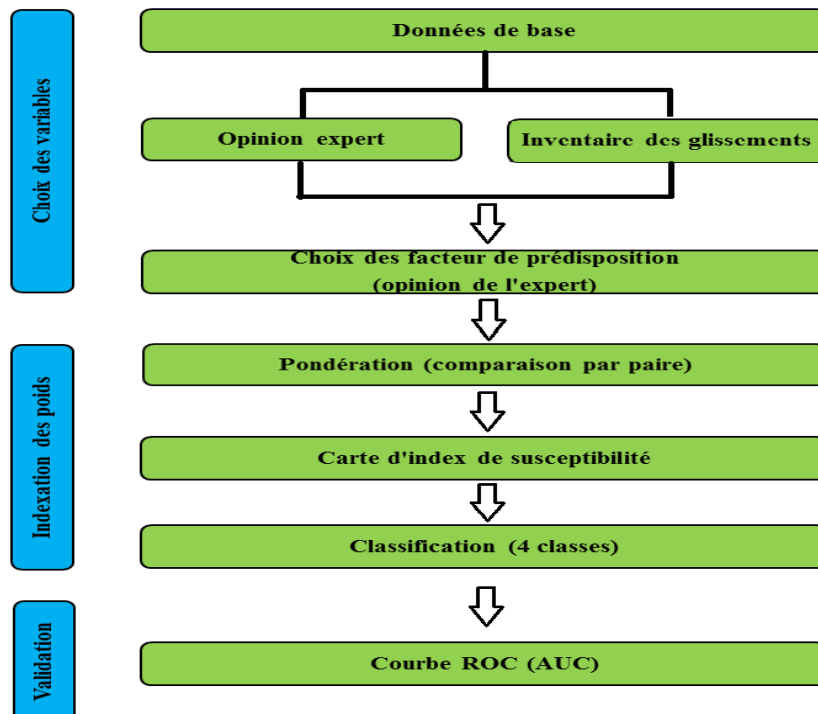 Choix des variables
Données de base
Opinion expert
Inventaire des glissements
Choix des facteur de prédisposition
(opinion de l'expert)
Indexation des poids
Pondération (comparaison par paire)
Carte d'index de susceptibilité
Classification (4 classes)
Validation
Courbe ROC (AUC)